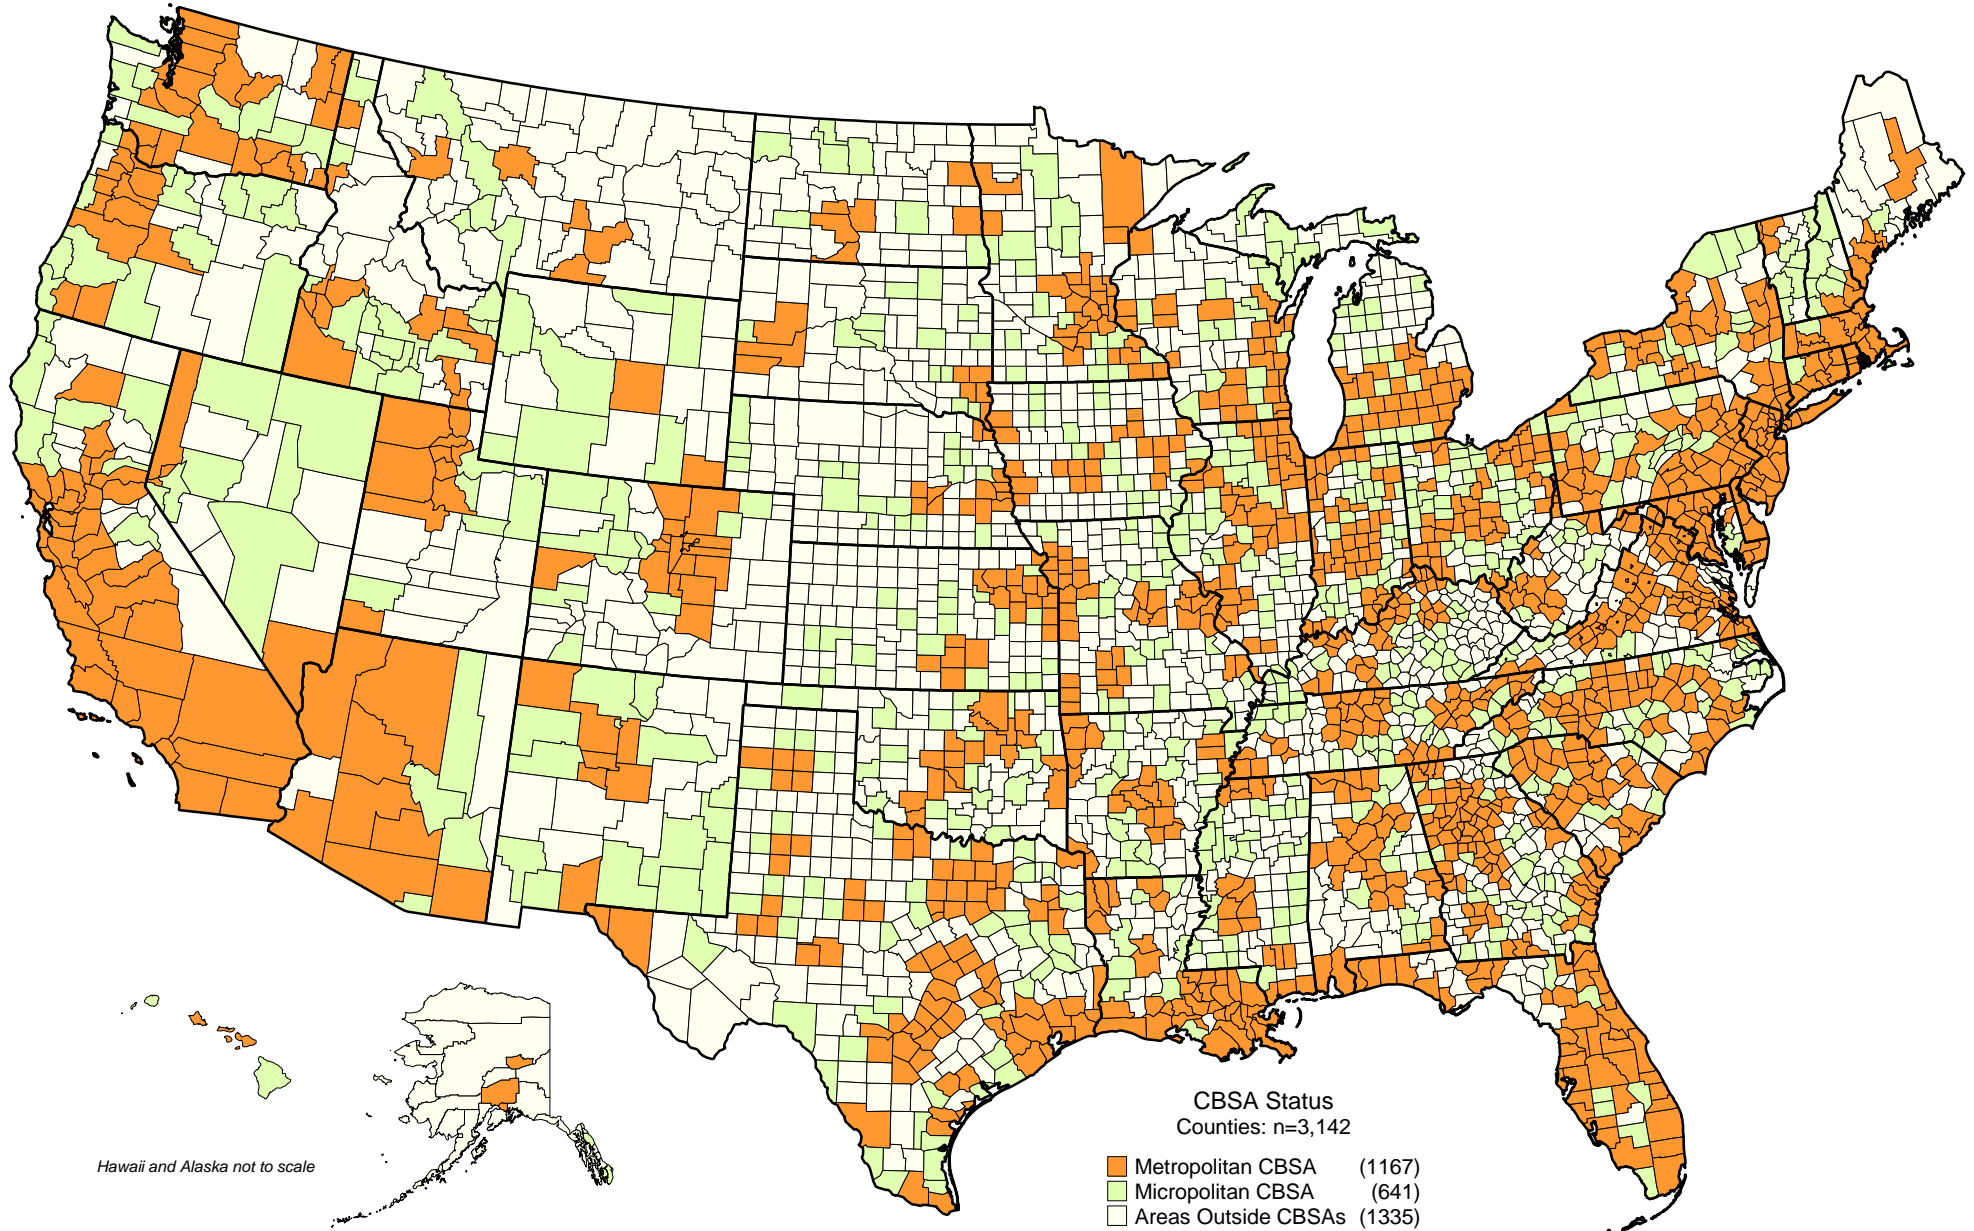 CBSA Status
Counties: n=3,142
Metropolitan CBSA (1167)
Micropolitan CBSA (641)
Areas Outside CBSAs (1335)
Hawaii and Alaska not to scale